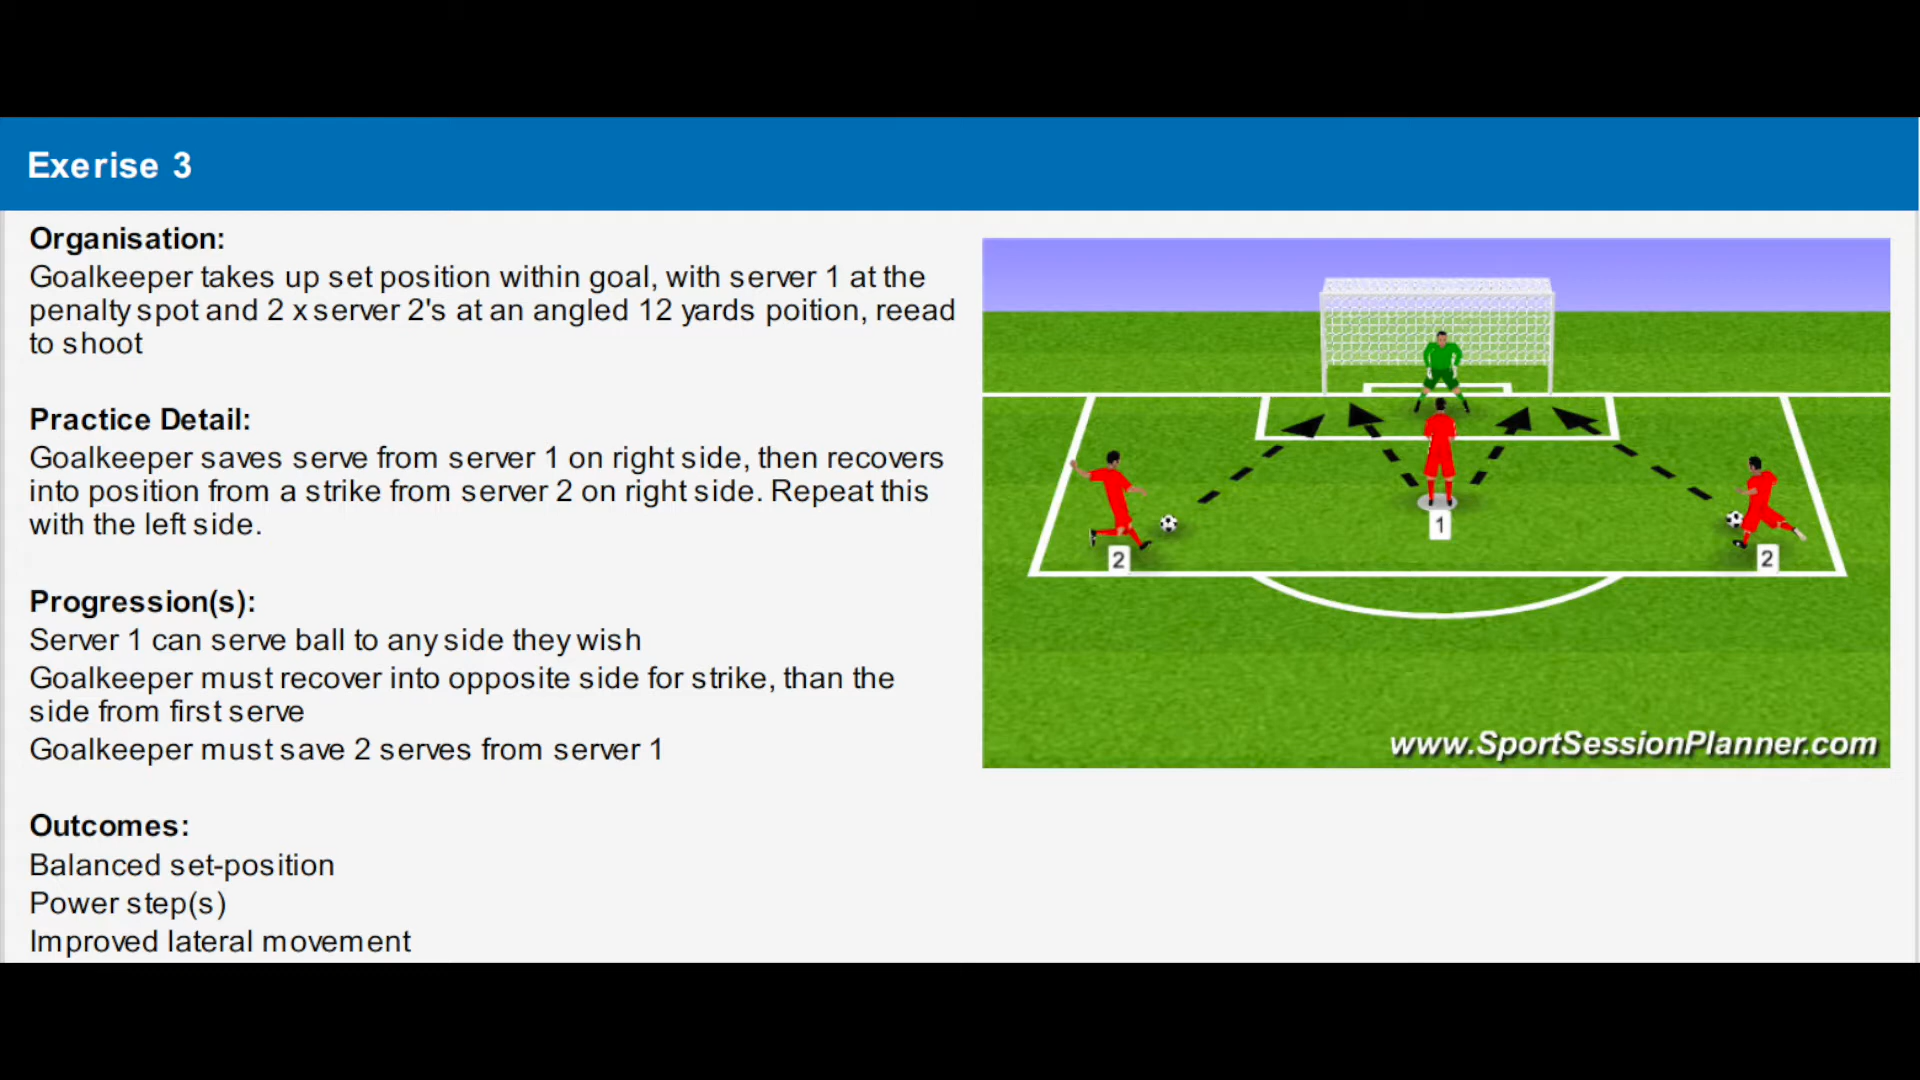 Exerise 3
Organisation:
Goalkeeper takes up set position within goal, with server 1 at the
penalty spot and 2 x server 2's at an angled 12 yards poition, reead
to shoot
Practice Detail:
Goalkeeper saves serve from server 1 on right side, then recovers
into position from a strike from server 2 on right side. Repeat this
with the left side.
Progression(s):
Server 1 can serve ball to any side they wish
Goalkeeper must recover into opposite side for strike, than the
side from first serve
Goalkeeper must save 2 serves from server 1
Outcomes:
Balanced set-position
Power step(s)
Improved lateral movement
1
2
2
www.SportSessionPlanner.com